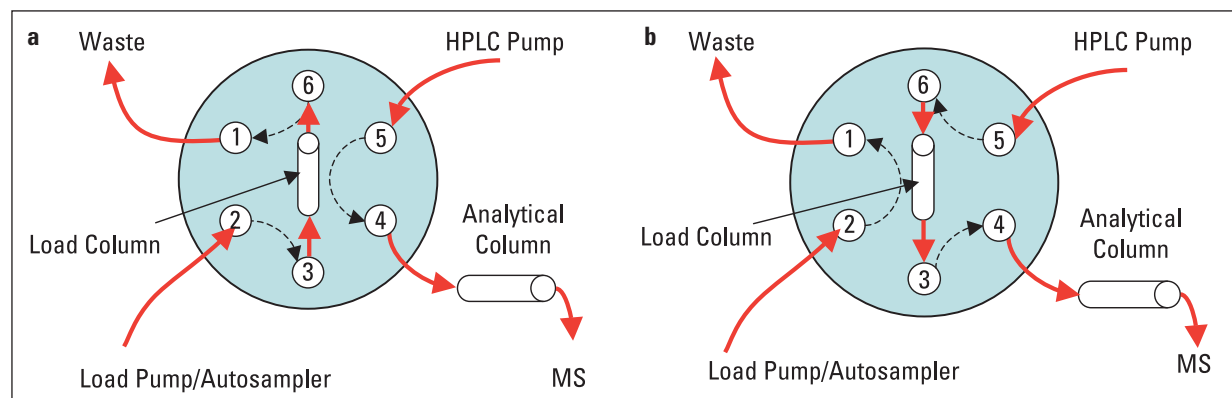 a
Waste
HPLC Pump
6
1
5
2
4
3
Load Column
Analytical
Column
Load Pump/Autosampler
MS
b
Waste
HPLC Pump
6
1
5
2
4
3
Load Column
Analytical
Column
Load Pump/Autosampler
MS